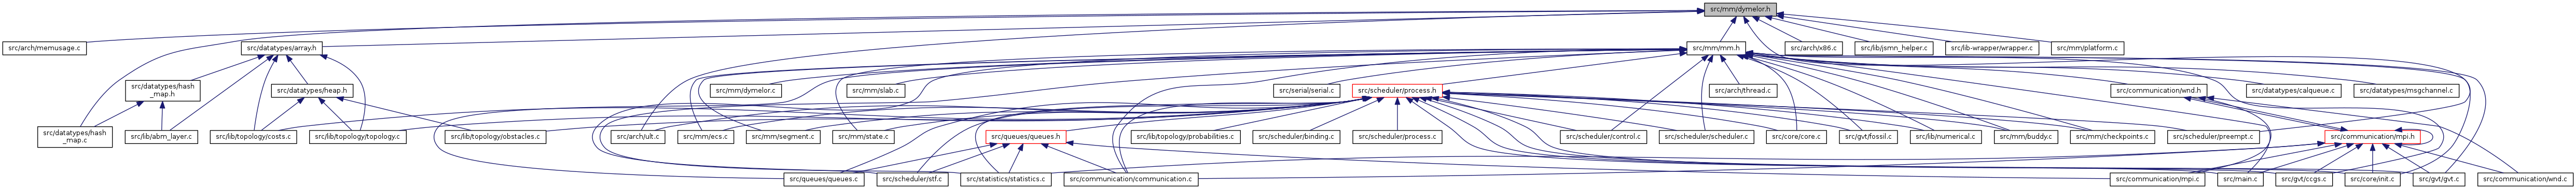 src/mm/dymelor.h
src/arch/memusage.c
src/datatypes/array.h
src/mm/mm.h
src/arch/x86.c
src/lib/jsmn_helper.c
src/lib-wrapper/wrapper.c
src/mm/platform.c
src/datatypes/hash
_map.h
src/datatypes/heap.h
src/mm/dymelor.c
src/mm/slab.c
src/serial/serial.c
src/scheduler/process.h
src/arch/thread.c
src/communication/wnd.h
src/datatypes/calqueue.c
src/datatypes/msgchannel.c
src/datatypes/hash
_map.c
src/lib/abm_layer.c
src/lib/topology/costs.c
src/lib/topology/topology.c
src/lib/topology/obstacles.c
src/arch/ult.c
src/mm/ecs.c
src/mm/segment.c
src/mm/state.c
src/queues/queues.h
src/lib/topology/probabilities.c
src/scheduler/binding.c
src/scheduler/process.c
src/scheduler/control.c
src/scheduler/scheduler.c
src/core/core.c
src/gvt/fossil.c
src/lib/numerical.c
src/mm/buddy.c
src/mm/checkpoints.c
src/scheduler/preempt.c
src/communication/mpi.h
src/queues/queues.c
src/scheduler/stf.c
src/statistics/statistics.c
src/communication/communication.c
src/communication/mpi.c
src/main.c
src/gvt/ccgs.c
src/core/init.c
src/gvt/gvt.c
src/communication/wnd.c